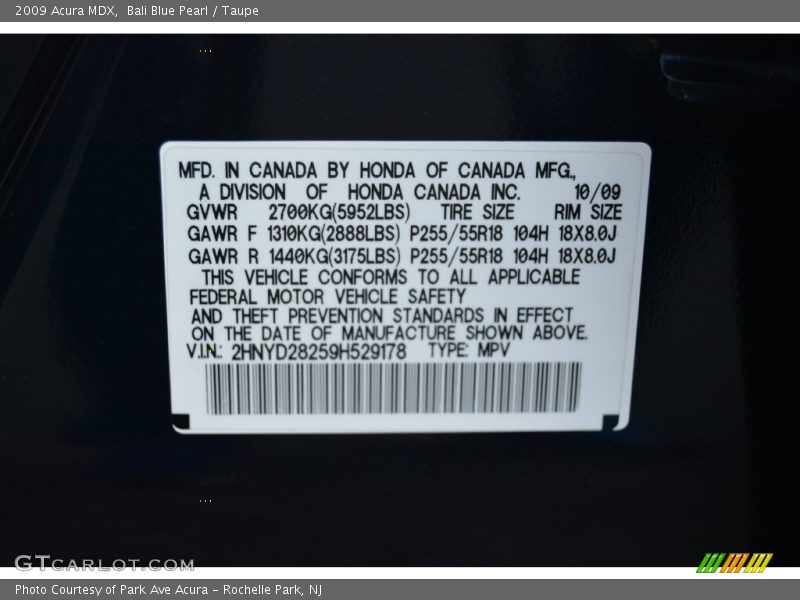 2009 Acura MDX,  Bali Blue Pearl / Taupe
MFD. IN CANADA BY HONDA OF CANADA MFG.,
A DIVISION OF HONDA CANADA INC. 10/09
GVWR 2700KG(5952LBS) TIRE SIZE RIM SIZE
GAWR F 1310KG(2888LBS) P255/55R18 104H 18X8.0J
GAWR R 1440KG(3175LBS) P255/55R18 104H 18X8.0J
THIS VEHICLE CONFORMS TO ALL APPLICABLE
FEDERAL MOTOR VEHICLE SAFETY
AND THEFT PREVENTION STANDARDS IN EFFECT
ON THE DATE OF MANUFACTURE SHOWN ABOVE.
V.I.N.: 2HNYD28259H529178 TYPE: MPV
GTCARLOT.COM
Photo Courtesy of Park Ave Acura - Rochelle Park, NJ